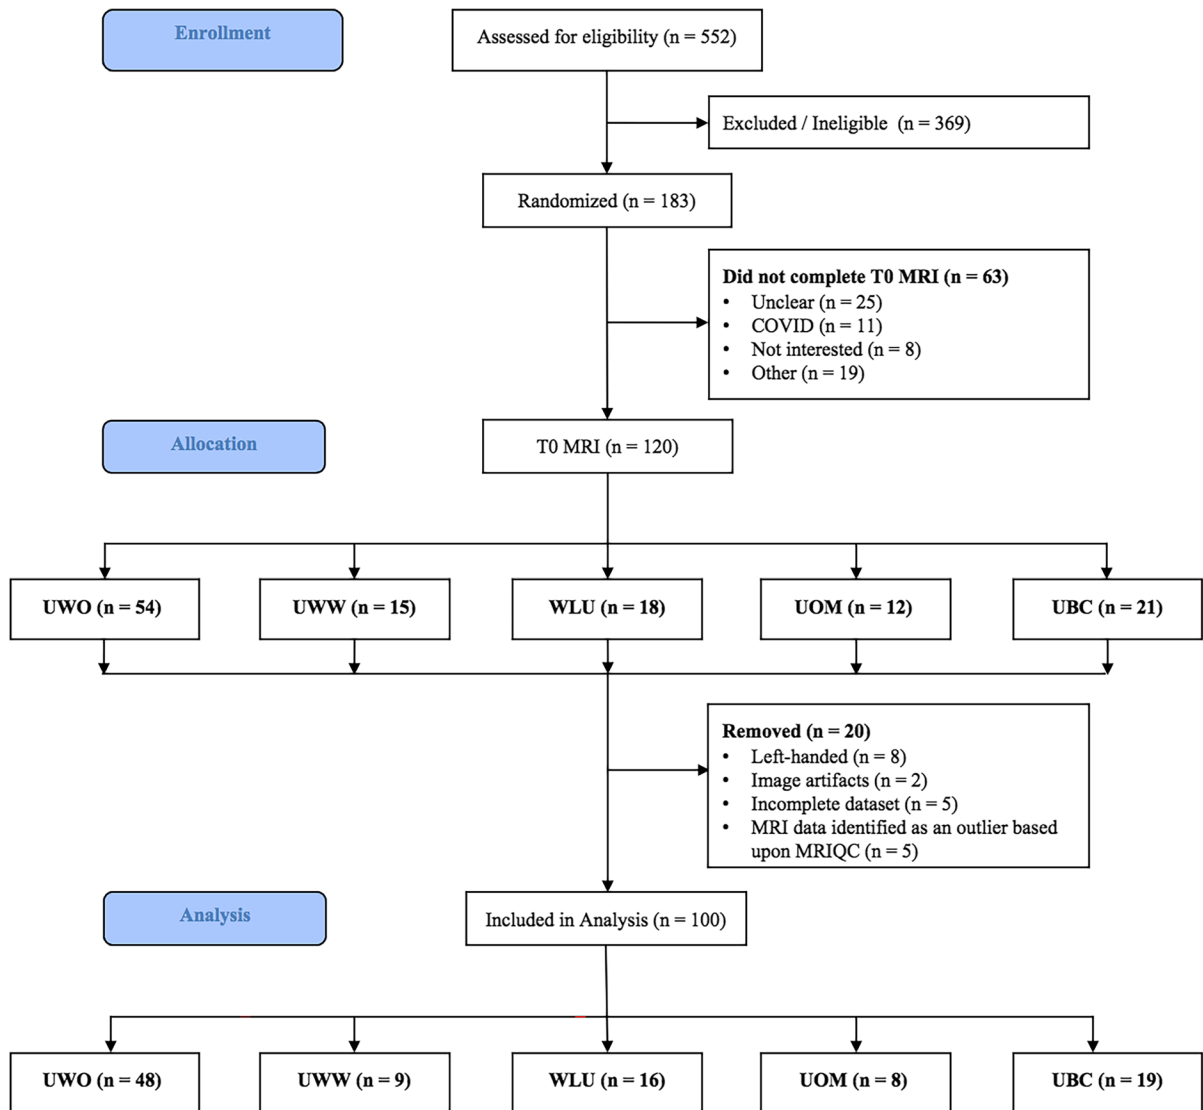 Enrollment
Assessed for eligibility (n = 552)
Excluded / Ineligible (n = 369)
Randomized (n = 183)
Did not complete T0 MRI (n = 63)
• Unclear (n = 25)
• COVID (n = 11)
• Not interested (n = 8)
• Other (n = 19)
Allocation
T0 MRI (n = 120)
UWO (n = 54)
UWW (n = 15)
WLU (n = 18)
UOM (n = 12)
UBC (n = 21)
Removed (n = 20)
• Left-handed (n = 8)
• Image artifacts (n = 2)
• Incomplete dataset (n = 5)
• MRI data identified as an outlier based
upon MRIQC (n = 5)
Analysis
Included in Analysis (n = 100)
UWO (n = 48)
UWW (n = 9)
WLU (n = 16)
UOM (n = 8)
UBC (n = 19)